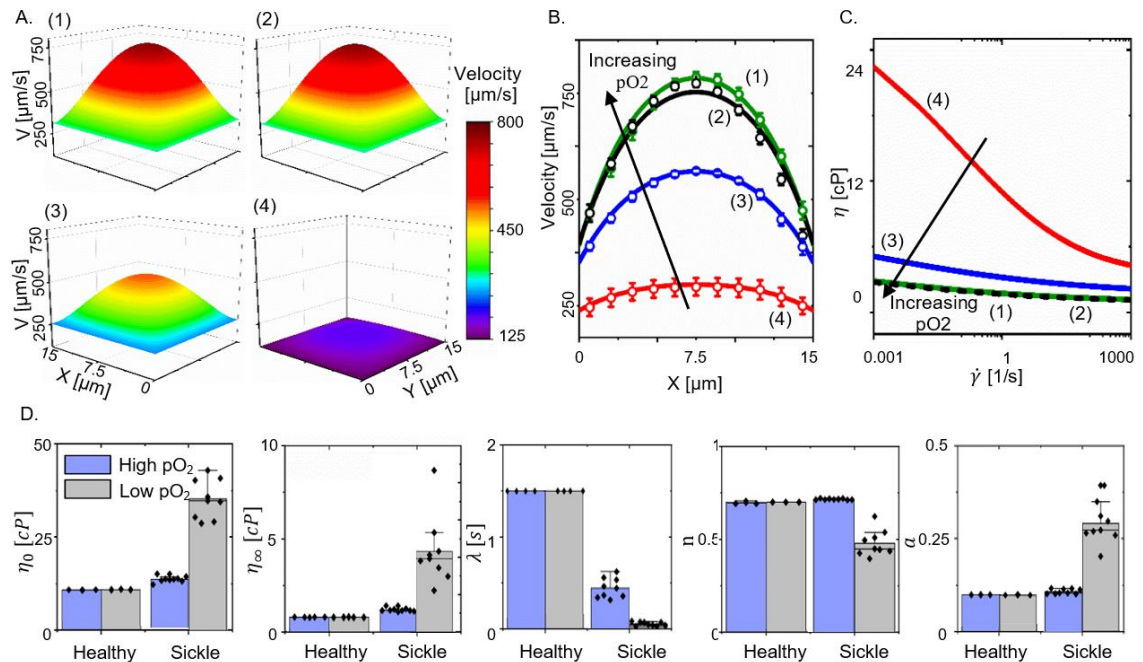 A.
(1)
(2)
V [µm/s]
750
500
250
Velocity
[µm/s]
800
450
125
(3)
(4)
V [µm/s]
750
500
250
15
7.5
0
X [µm]
0
7.5
15
Y [µm]
B.
Increasing
pO2
(1)
(2)
(3)
(4)
Velocity [µm/s]
750
500
250
0
7.5
15
X [µm]
C.
(4)
(3)
Increasing
pO2
(1)
(2)
η [cP]
24
12
0
0.001
1
1000
γ̇ [1/s]
D.
η₀ [cP]
50
25
0
High pO₂
Low pO₂
Healthy
Sickle
η∞ [cP]
10
5
0
Healthy
Sickle
λ [s]
2
1
0
Healthy
Sickle
n
1
0.5
0
Healthy
Sickle
a
0.5
0.25
0
Healthy
Sickle